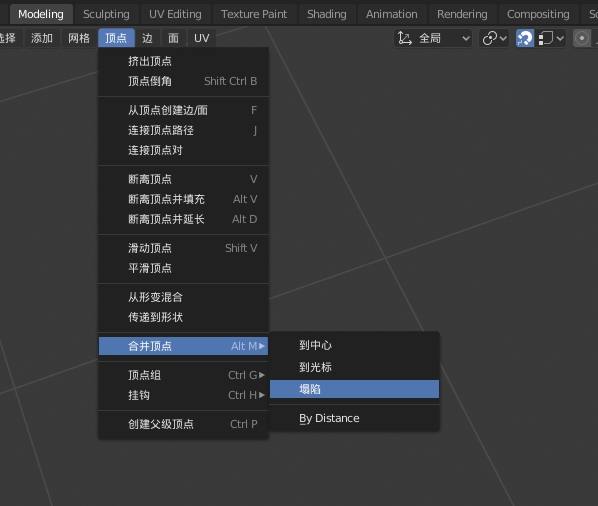 Modeling Sculpting UV Editing Texture Paint Shading Animation Rendering Compositing
添加 网格 顶点 边 面 UV 全局
挤出顶点
顶点倒角 Shift Ctrl B
从顶点创建边/面 F
连接顶点路径 J
连接顶点对
断离顶点 V
断离顶点并填充 Alt V
断离顶点并延长 Alt D
滑动顶点 Shift V
平滑顶点
从形变混合
传递到形状
合并顶点 Alt M
顶点组 Ctrl G
挂钩 Ctrl H
创建父级顶点 Ctrl P
到中心
到光标
塌陷
By Distance